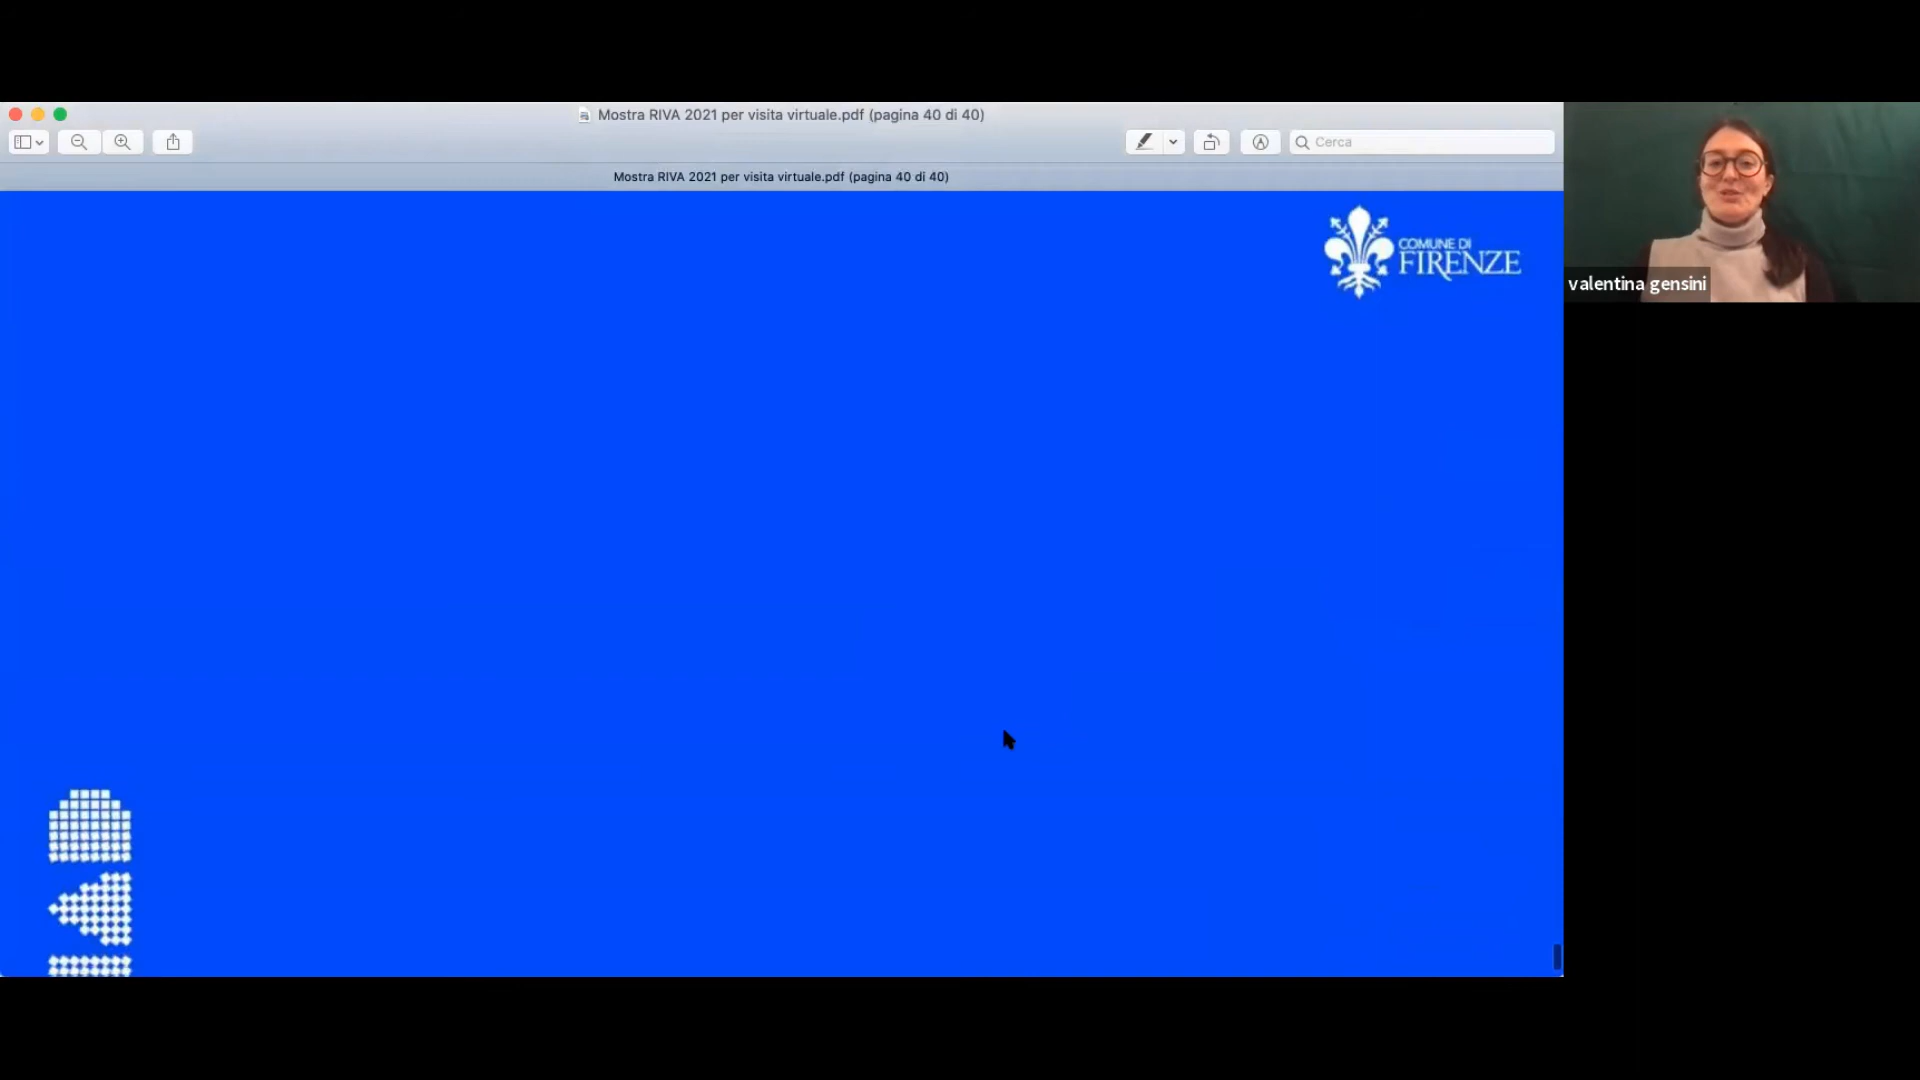 Mostra RIVA 2021 per visita virtuale.pdf (pagina 40 di 40)
Cerca
Mostra RIVA 2021 per visita virtuale.pdf (pagina 40 di 40)
COMUNE DI
FIRENZE
valentina gensini